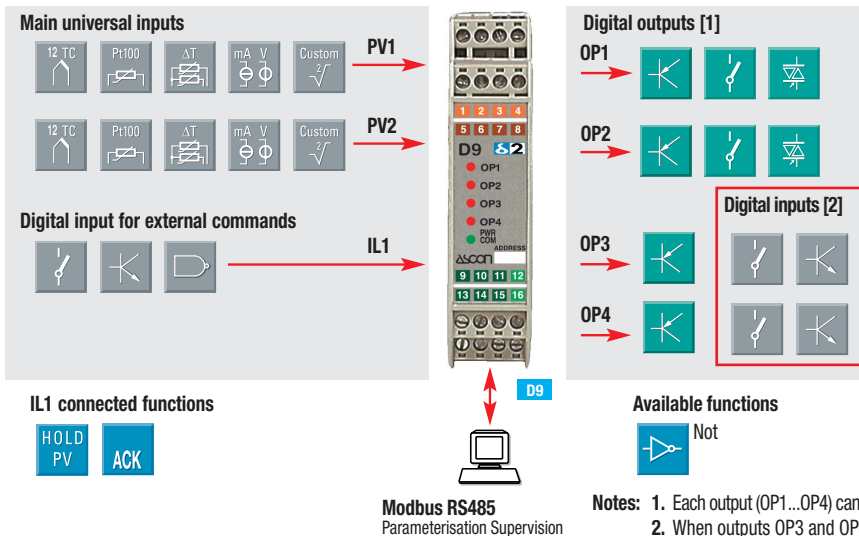 Main universal inputs
12 TC
Pt100
ΔT
mA V
Custom
2
PV1
12 TC
Pt100
ΔT
mA V
Custom
2
PV2
Digital input for external commands
IL1
1 2 3 4
5 6 7 8
D9 2
OP1
OP2
OP3
OP4
PWR
COM
ADDRESS
ascon
9 10 11 12
13 14 15 16
D9
Digital outputs [1]
OP1
OP2
Digital inputs [2]
OP3
OP4
IL1 connected functions
HOLD
PV
ACK
Modbus RS485
Parameterisation Supervision
Available functions
Not
Notes: 1. Each output (OP1...OP4) can
2. When outputs OP3 and OP